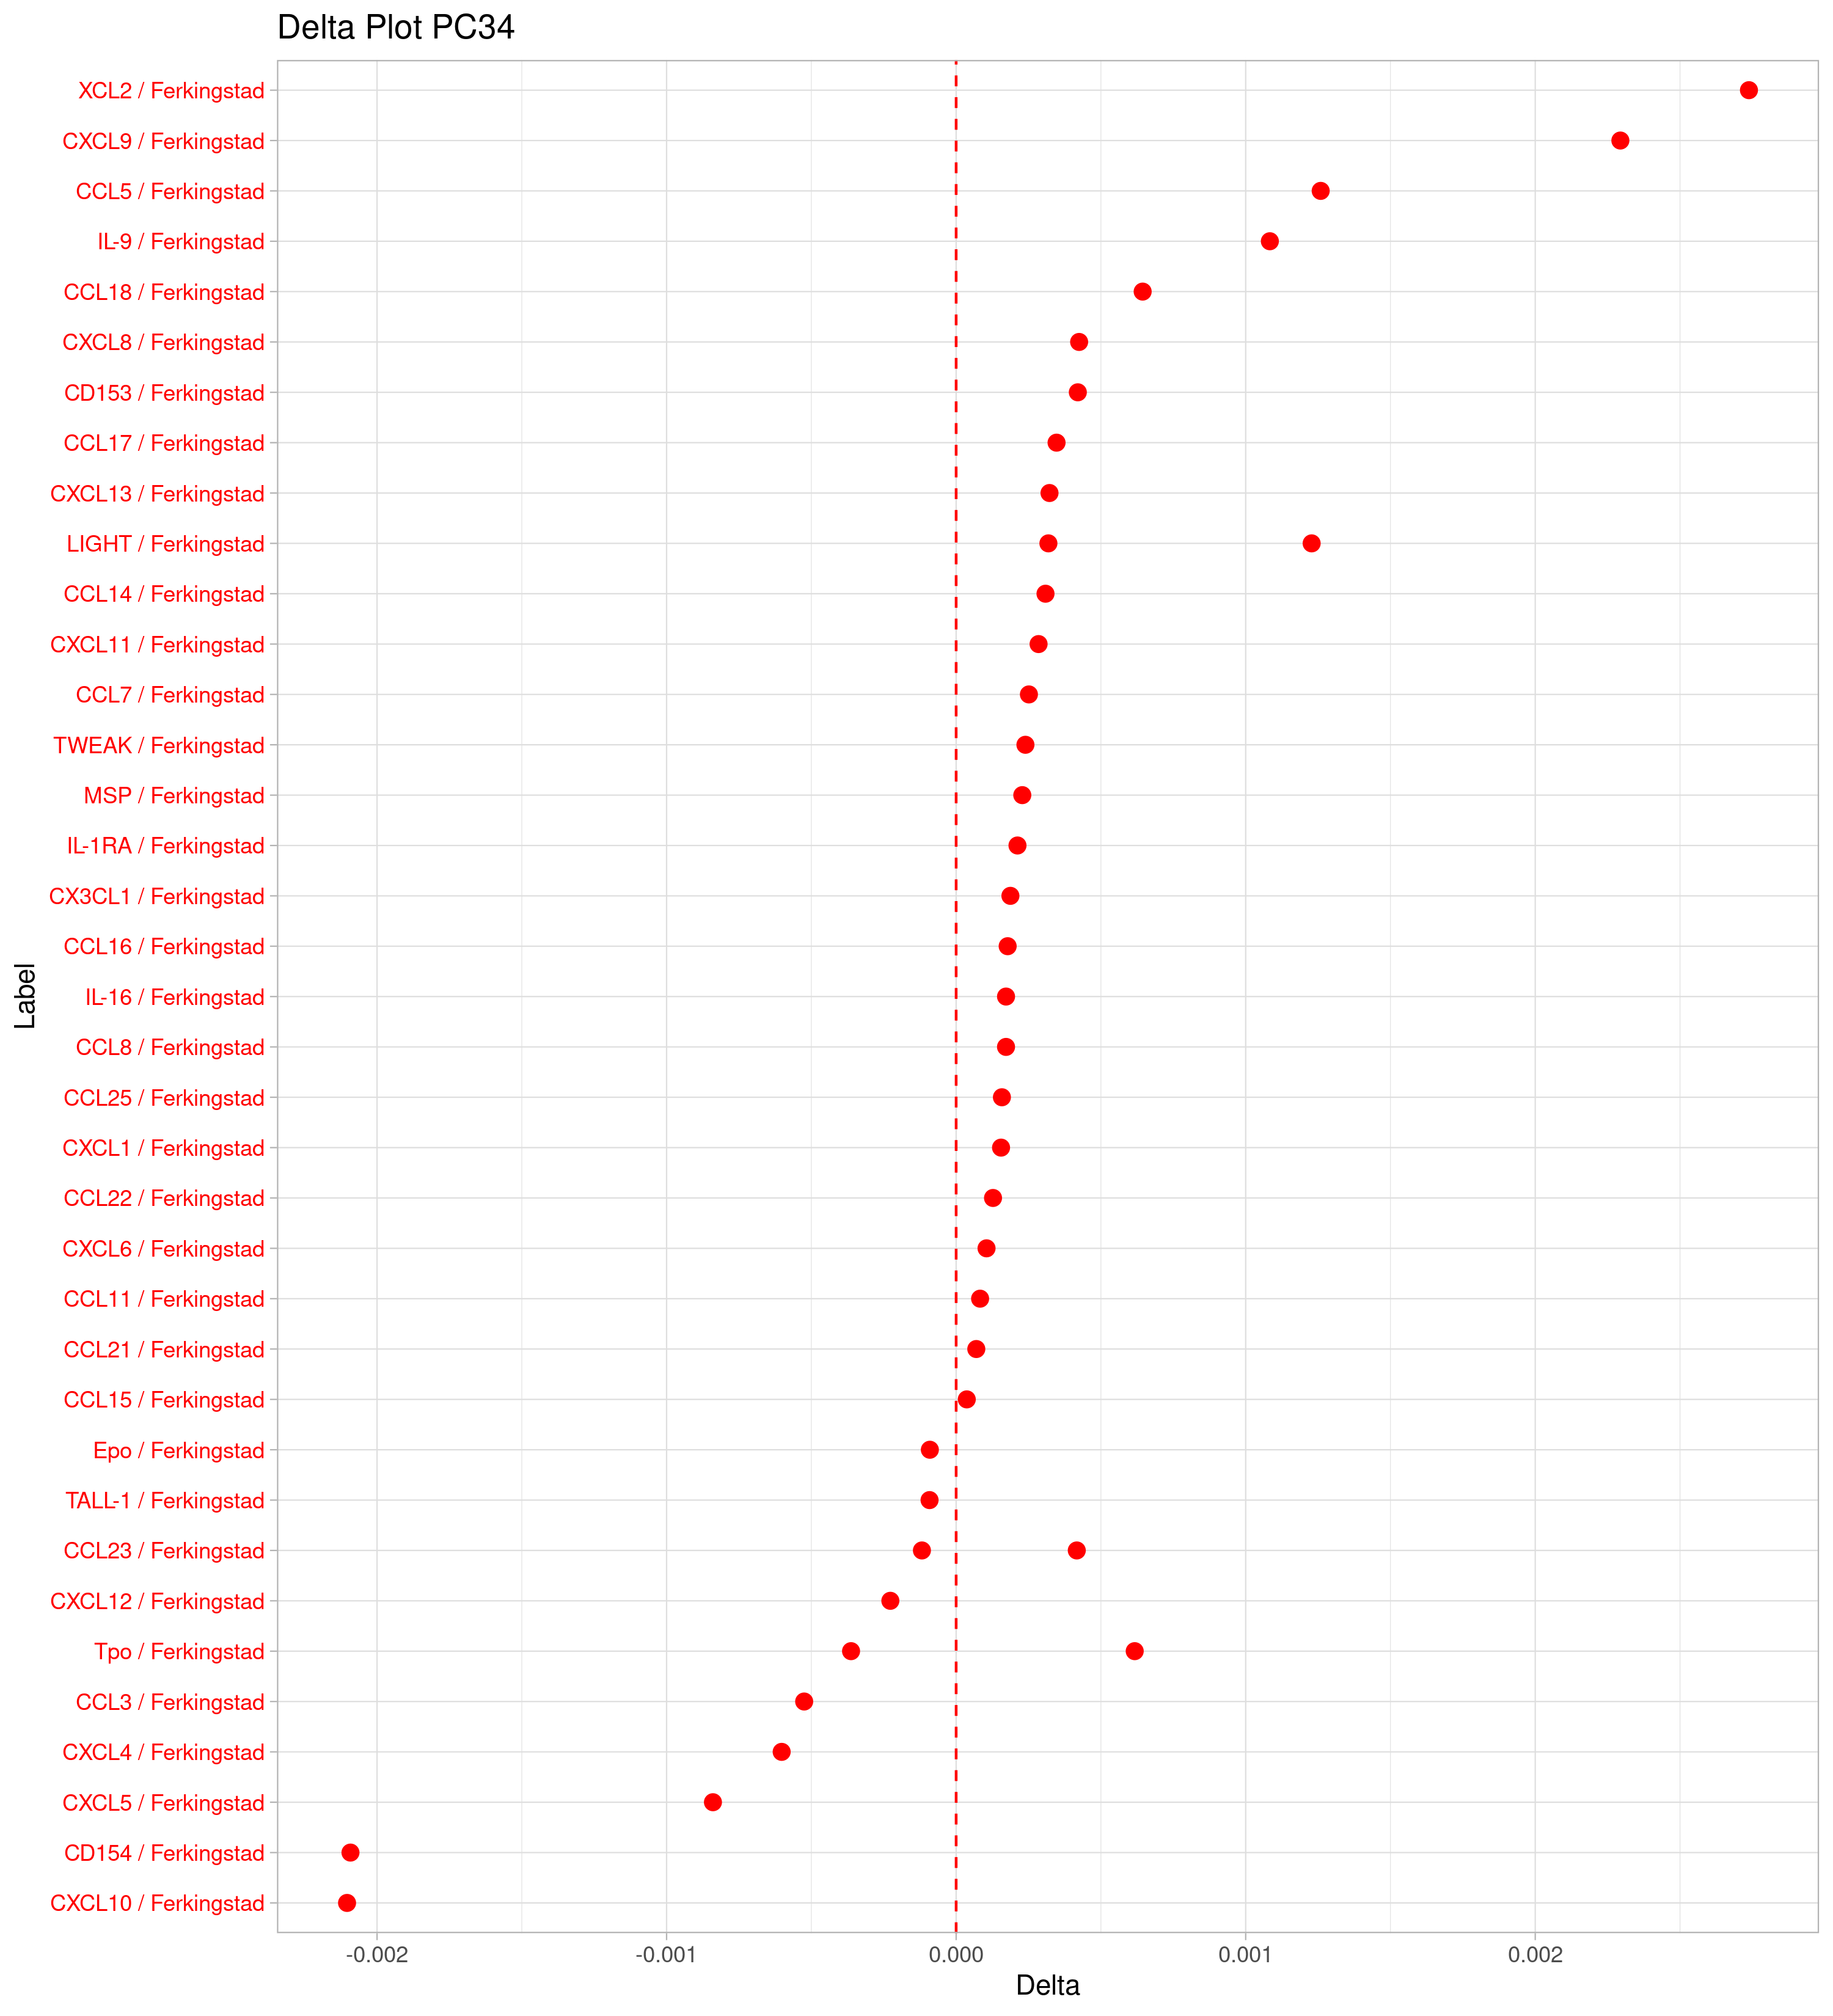 Delta Plot PC34
XCL2 / Ferkingstad
CXCL9 / Ferkingstad
CCL5 / Ferkingstad
IL-9 / Ferkingstad
CCL18 / Ferkingstad
CXCL8 / Ferkingstad
CD153 / Ferkingstad
CCL17 / Ferkingstad
CXCL13 / Ferkingstad
LIGHT / Ferkingstad
CCL14 / Ferkingstad
CXCL11 / Ferkingstad
CCL7 / Ferkingstad
TWEAK / Ferkingstad
MSP / Ferkingstad
IL-1RA / Ferkingstad
CX3CL1 / Ferkingstad
CCL16 / Ferkingstad
IL-16 / Ferkingstad
CCL8 / Ferkingstad
CCL25 / Ferkingstad
CXCL1 / Ferkingstad
CCL22 / Ferkingstad
CXCL6 / Ferkingstad
CCL11 / Ferkingstad
CCL21 / Ferkingstad
CCL15 / Ferkingstad
Epo / Ferkingstad
TALL-1 / Ferkingstad
CCL23 / Ferkingstad
CXCL12 / Ferkingstad
Tpo / Ferkingstad
CCL3 / Ferkingstad
CXCL4 / Ferkingstad
CXCL5 / Ferkingstad
CD154 / Ferkingstad
CXCL10 / Ferkingstad
Label
-0.002 -0.001 0.000 0.001 0.002
Delta